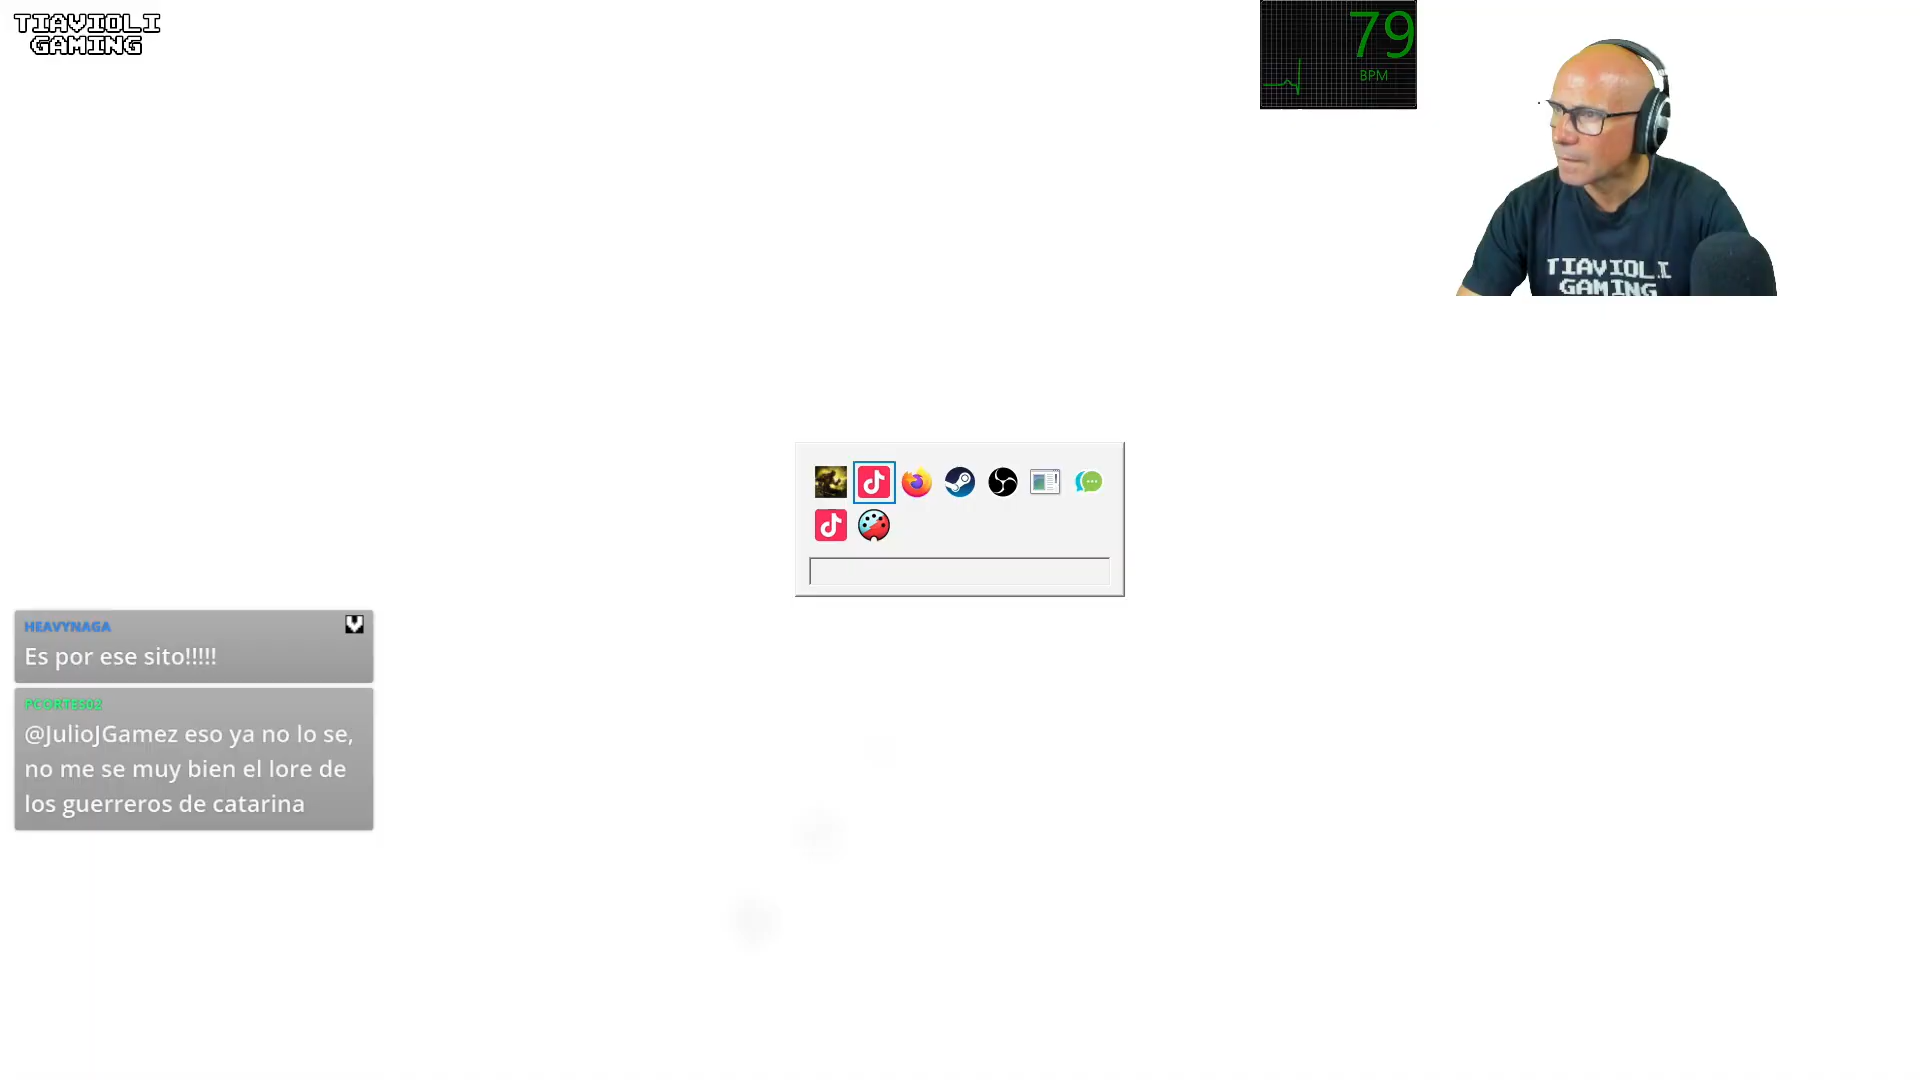 TIAVIOLI
GAMING
79
BPM
TIAVIOLI
GAMING
HEAVYNAGA
Es por ese sito!!!!!
PCORTES02
@JulioJGamez eso ya no lo se,
no me se muy bien el lore de
los guerreros de catarina